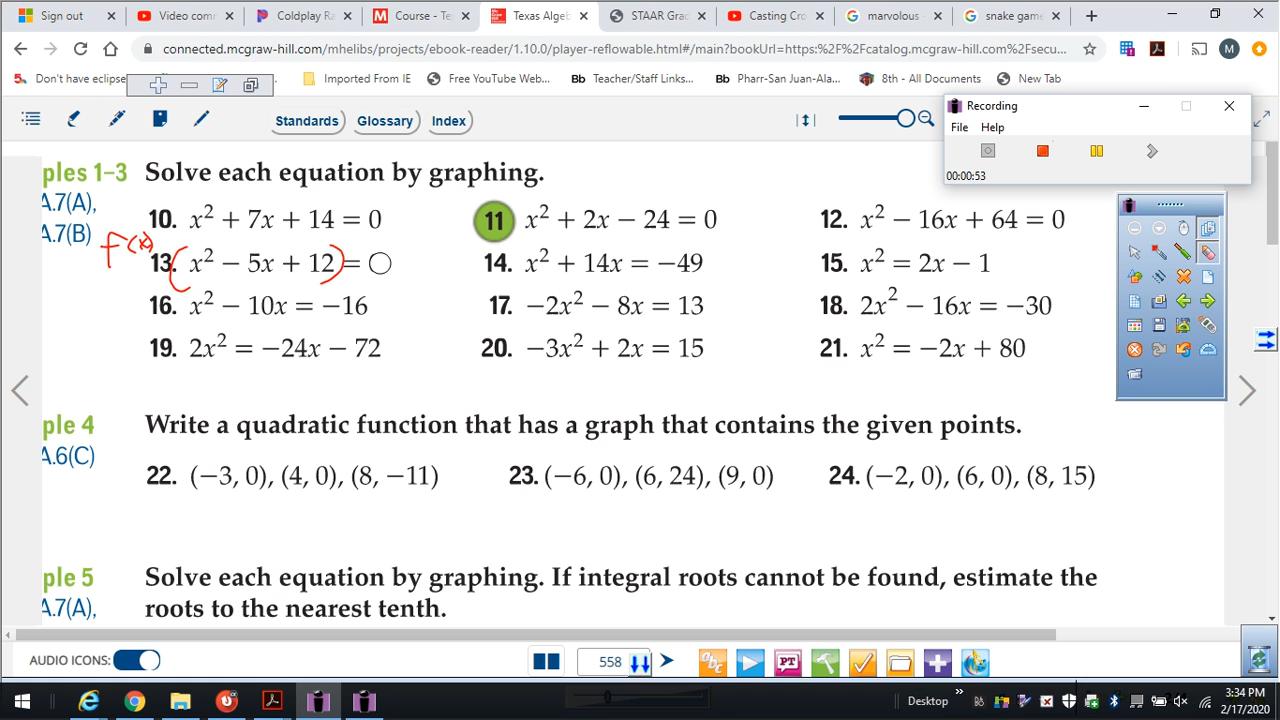 Sign out
Video com
Coldplay Ra
Course - Te
Texas Algeb
STAAR Grad
Casting Cro
marvolous -
snake game
connected.mcgraw-hill.com/mhelibs/projects/ebook-reader/1.10.0/player-reflowable.html#/main?bookUrl=https:%2F%2Fcatalog.mcgraw-hill.com%2Fsecu...
M
Don't have eclipse
Imported From IE
Free YouTube Web...
Bb Teacher/Staff Links...
Bb Pharr-San Juan-Ala...
8th - All Documents
New Tab
Standards
Glossary
Index
Recording
File Help
00:00:53
ples 1–3 Solve each equation by graphing.
A.7(A),
A.7(B)
10. x² + 7x + 14 = 0
11 x² + 2x − 24 = 0
12. x² − 16x + 64 = 0
f(x)
13. (x² − 5x + 12) = 0
14. x² + 14x = −49
15. x² = 2x − 1
16. x² − 10x = −16
17. −2x² − 8x = 13
18. 2x² − 16x = −30
19. 2x² = −24x − 72
20. −3x² + 2x = 15
21. x² = −2x + 80
ple 4 Write a quadratic function that has a graph that contains the given points.
A.6(C)
22. (−3, 0), (4, 0), (8, −11)
23. (−6, 0), (6, 24), (9, 0)
24. (−2, 0), (6, 0), (8, 15)
ple 5 Solve each equation by graphing. If integral roots cannot be found, estimate the
A.7(A), roots to the nearest tenth.
AUDIO ICONS:
558
abc
PT
Desktop
3:34 PM
2/17/2020